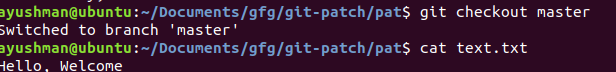 ayushman@ubuntu:~/Documents/gfg/git-patch/pat$ git checkout master
Switched to branch 'master'
ayushman@ubuntu:~/Documents/gfg/git-patch/pat$ cat text.txt
Hello, Welcome